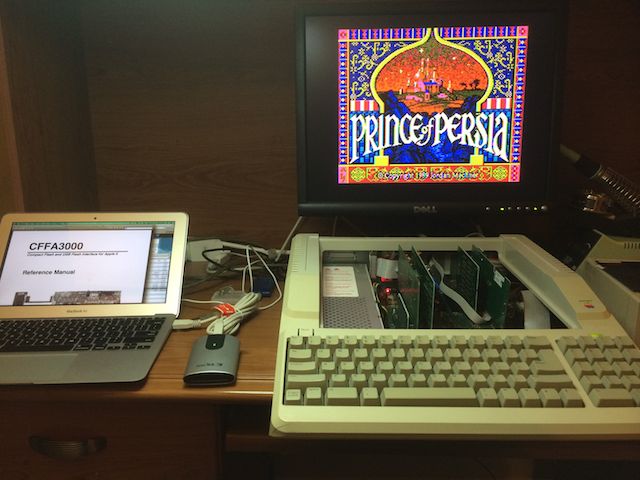 PRINCE of PERSIA
© Copyright 1989 Jordan Mechner
DELL
CFFA3000
Compact Flash and USB Flash Interface for Apple II
Reference Manual
MacBook Air